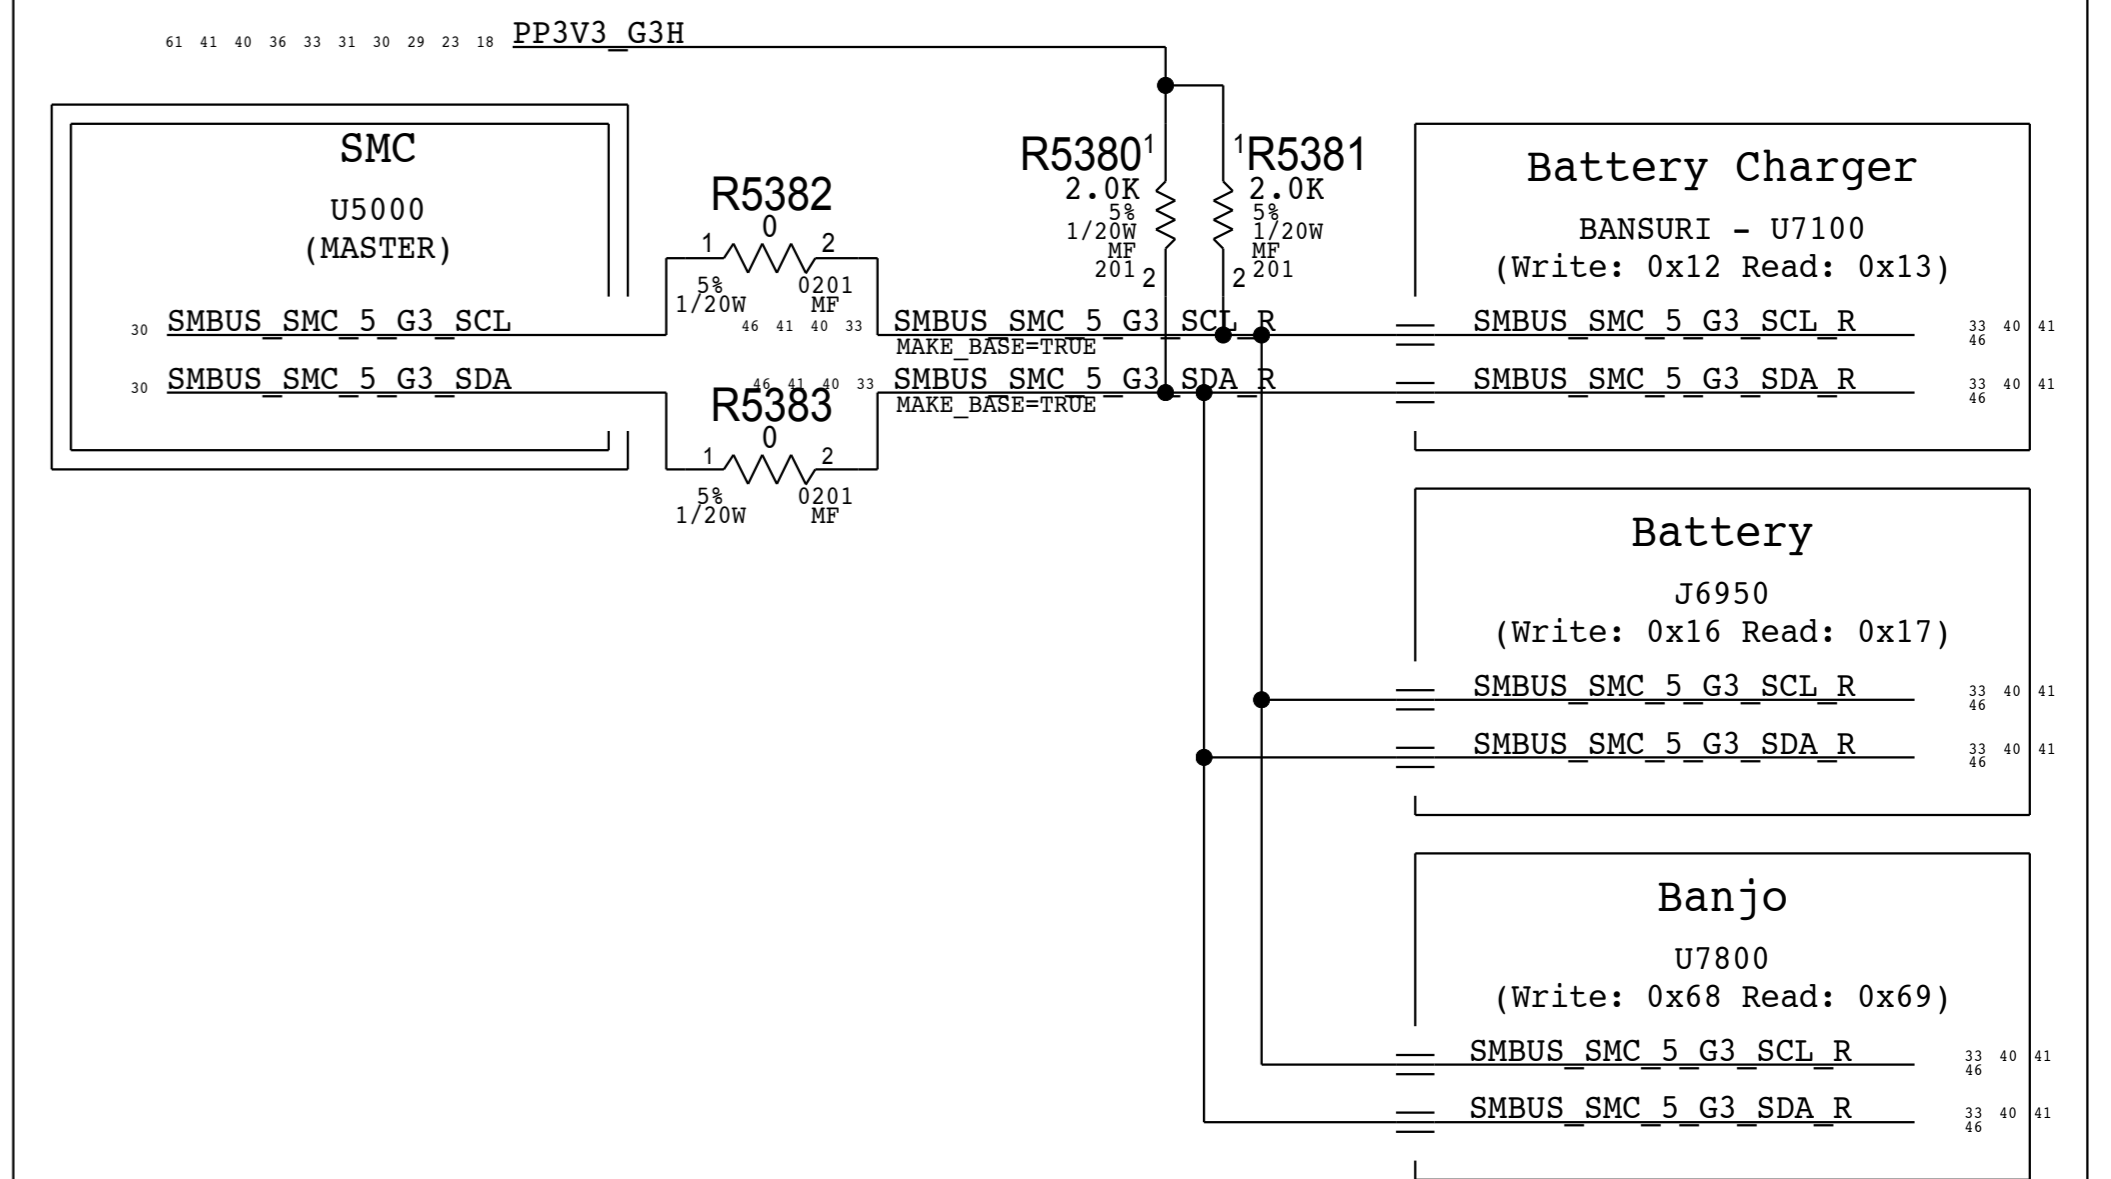 61 41 40 36 33 31 30 29 23 18 PP3V3_G3H
SMC
U5000
(MASTER)
30 SMBUS_SMC_5_G3_SCL
30 SMBUS_SMC_5_G3_SDA
R5382
0
1 2
5% 0201
1/20W MF
46 41 40 33
R5383
0
1 2
5% 0201
1/20W MF
46 41 40 33
R5380 1
2.0K
5%
1/20W
MF
201
2
1 R5381
2.0K
5%
1/20W
MF
201
2
SMBUS_SMC_5_G3_SCL_R
MAKE_BASE=TRUE
SMBUS_SMC_5_G3_SDA_R
MAKE_BASE=TRUE
Battery Charger
BANSURI - U7100
(Write: 0x12 Read: 0x13)
SMBUS_SMC_5_G3_SCL_R 33 40 41
46
SMBUS_SMC_5_G3_SDA_R 33 40 41
46
Battery
J6950
(Write: 0x16 Read: 0x17)
SMBUS_SMC_5_G3_SCL_R 33 40 41
46
SMBUS_SMC_5_G3_SDA_R 33 40 41
46
Banjo
U7800
(Write: 0x68 Read: 0x69)
SMBUS_SMC_5_G3_SCL_R 33 40 41
46
SMBUS_SMC_5_G3_SDA_R 33 40 41
46